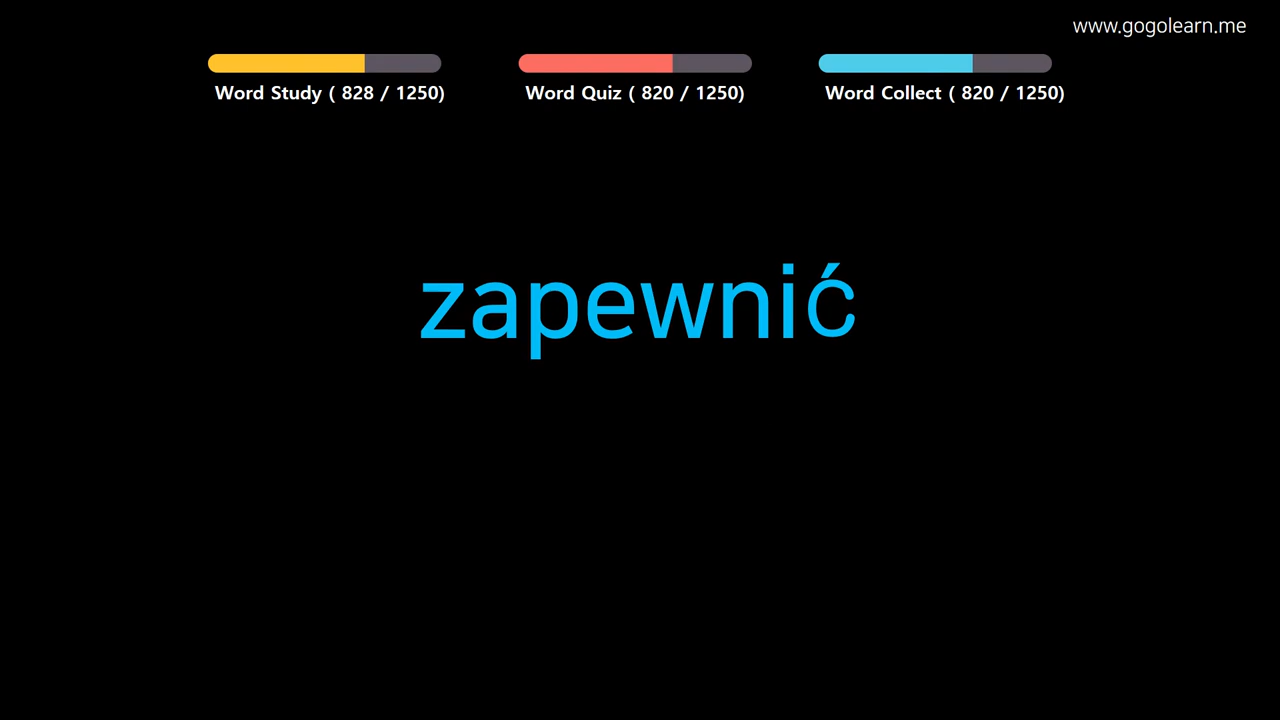 www.gogolearn.me
Word Study ( 828 / 1250)
Word Quiz ( 820 / 1250)
Word Collect ( 820 / 1250)
zapewnić